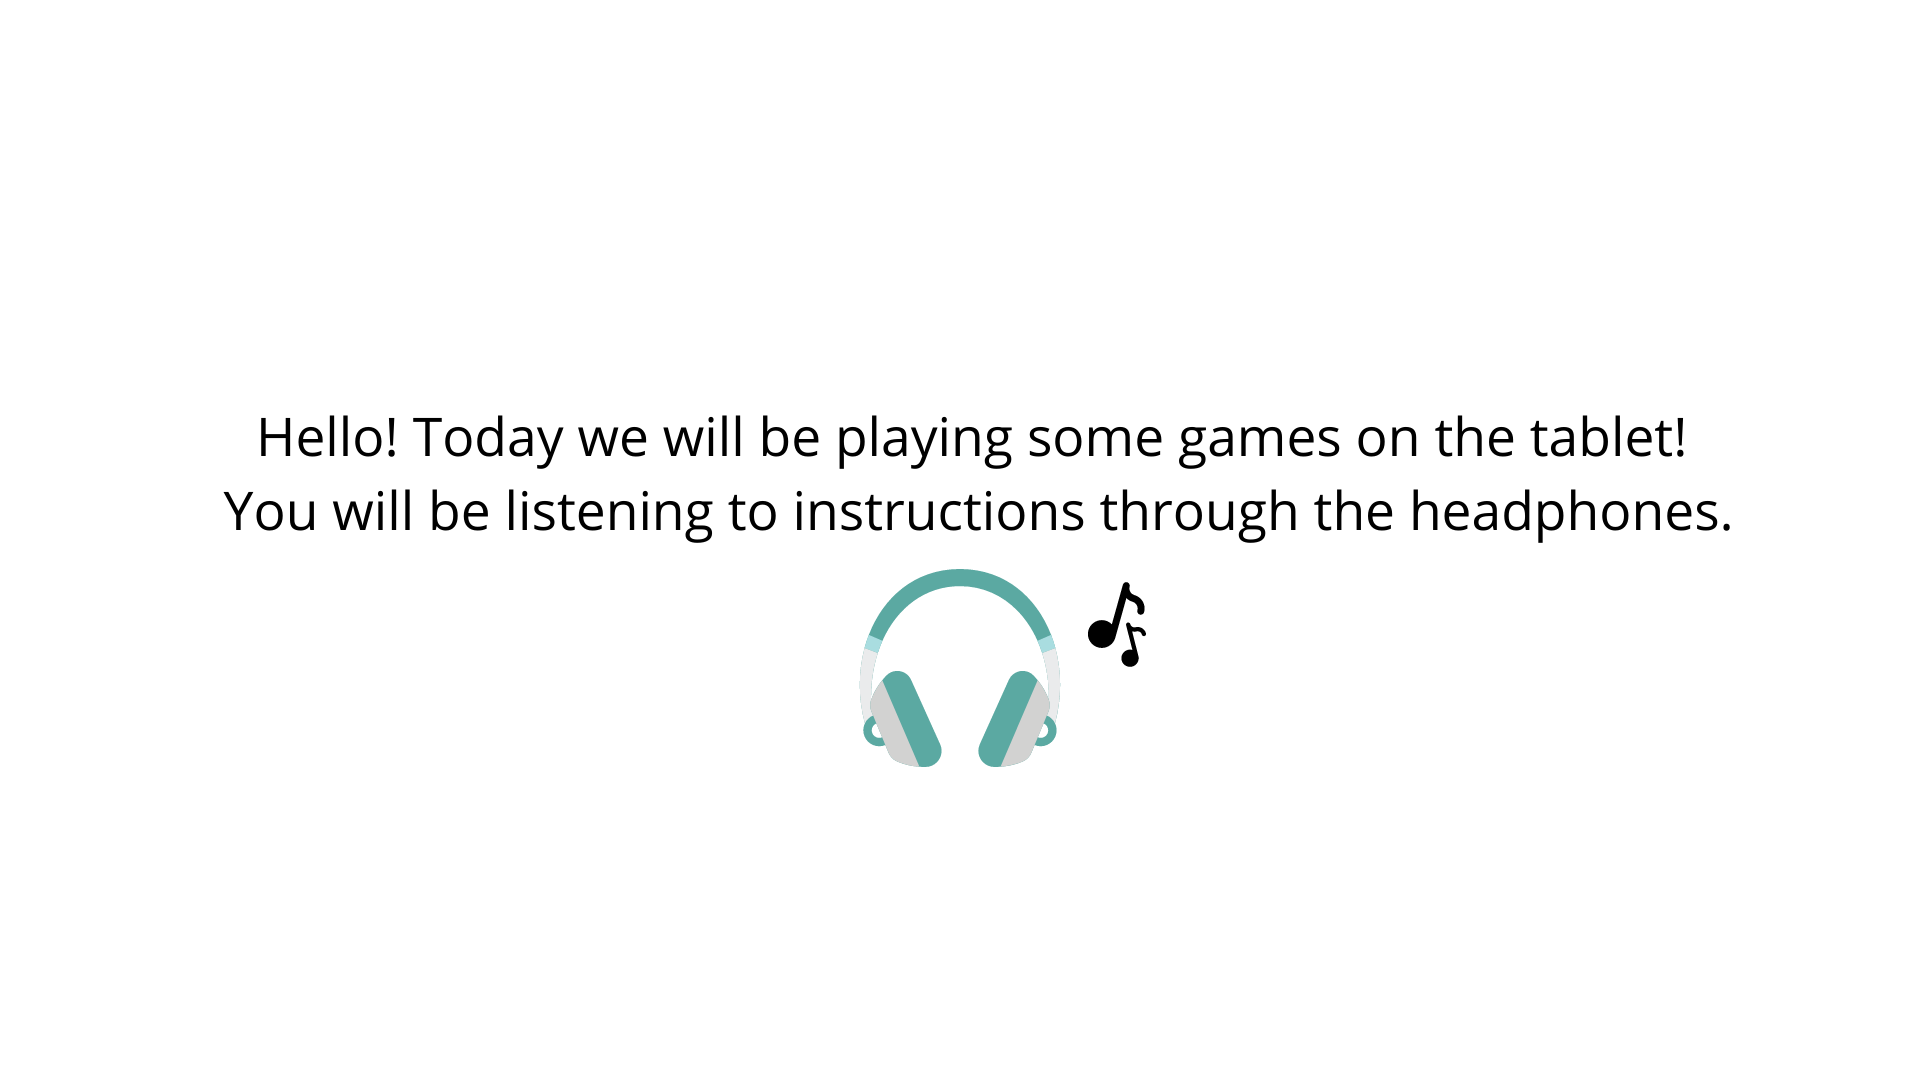 Hello! Today we will be playing some games on the tablet!
You will be listening to instructions through the headphones.